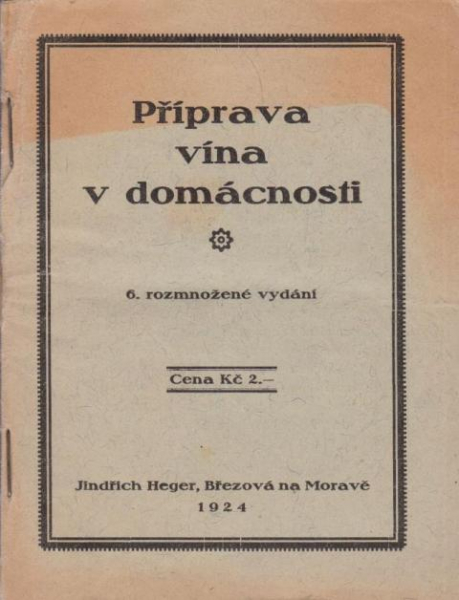 Příprava
vína
v domácnosti
6. rozmnožené vydání
Cena Kč 2.—
Jindřich Heger, Březová na Moravě
1924